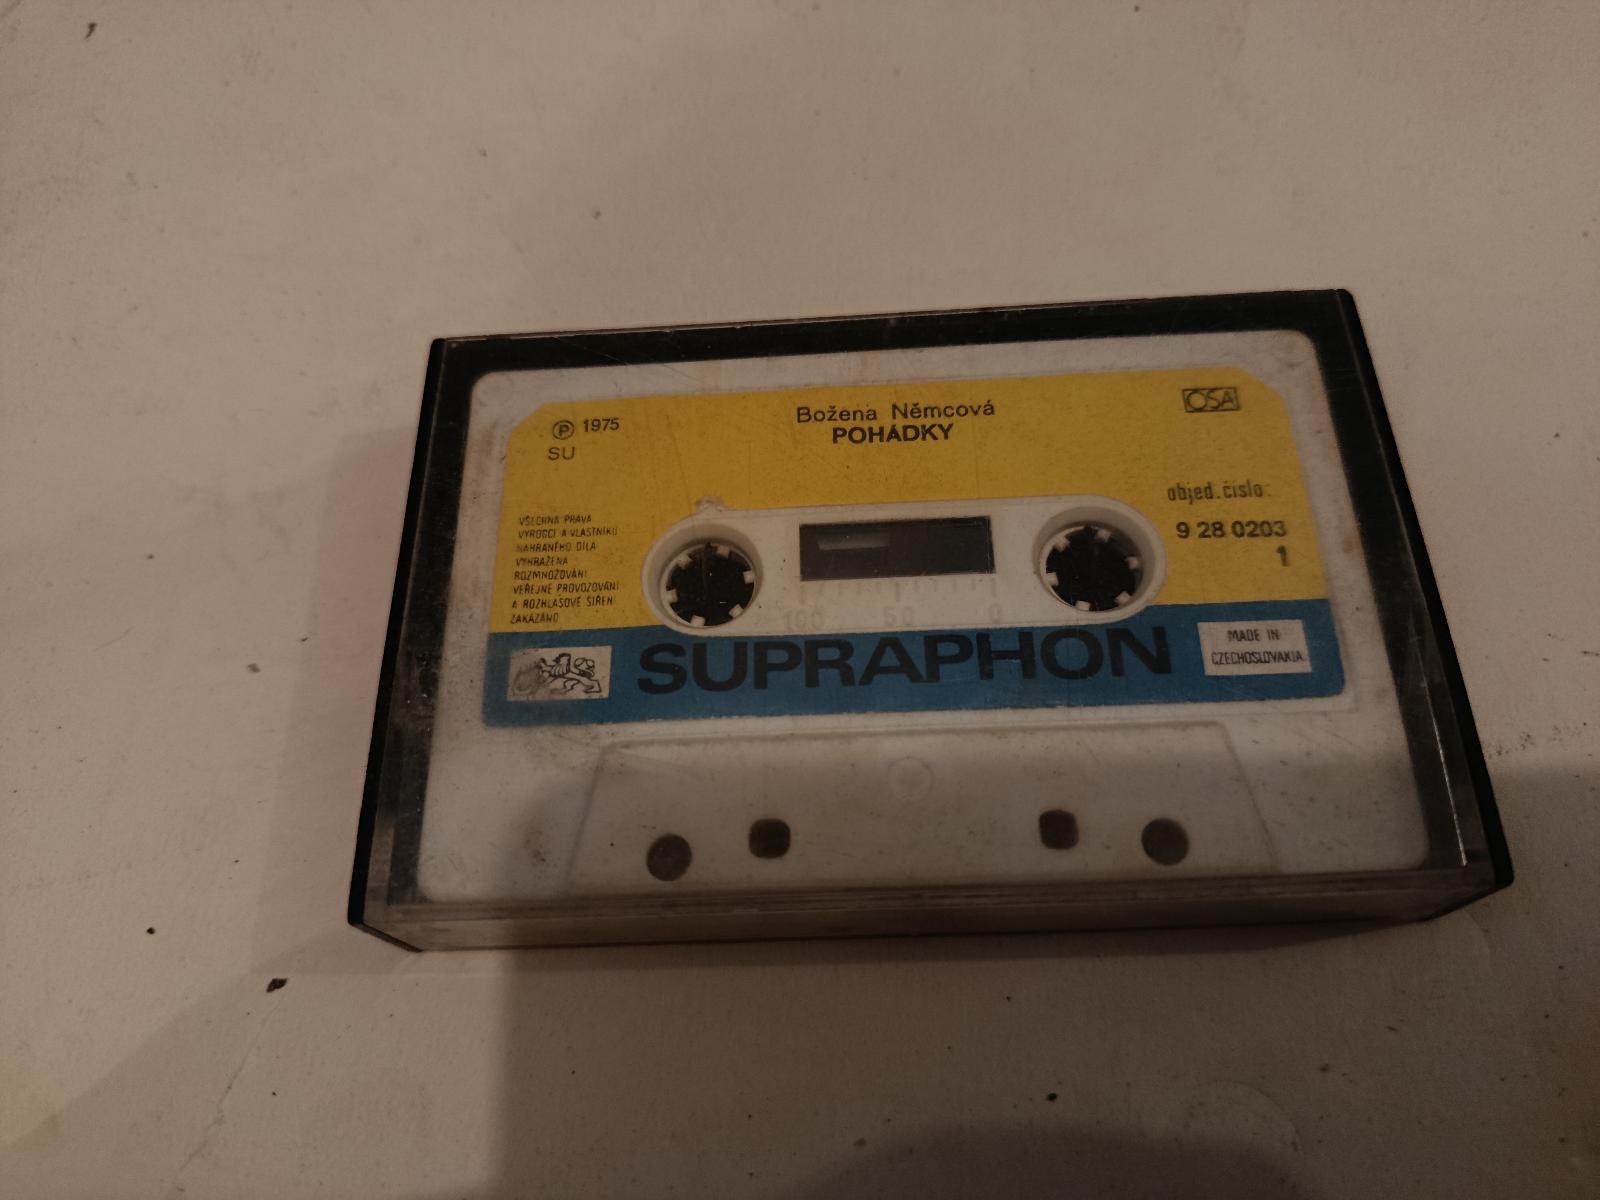 Ⓟ 1975
SU
Božena Němcová
POHÁDKY
OSA
objed.číslo:
9 28 0203
1
VŠECHNA PRÁVA
VÝROBCE A VLASTNÍKŮ
NAHRANÉHO DÍLA
VYHRAŽENA
ROZMNOŽOVÁNÍ
VEŘEJNÉ PROVOZOVÁNÍ
A ROZHLASOVÉ ŠÍŘEN
ZAKÁZÁNO
100 50 0
SUPRAPHON
MADE IN
CZECHOSLOVAKIA